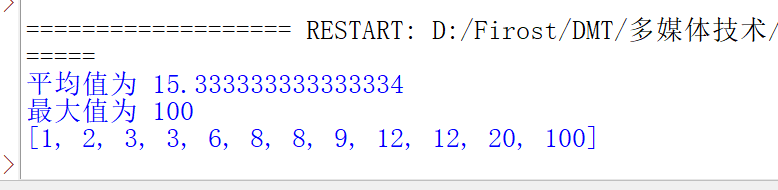 =================== RESTART: D:/Firost/DMT/多媒体技术/
=====
平均值为 15.333333333333334
最大值为 100
[1, 2, 3, 3, 6, 8, 8, 9, 12, 12, 20, 100]